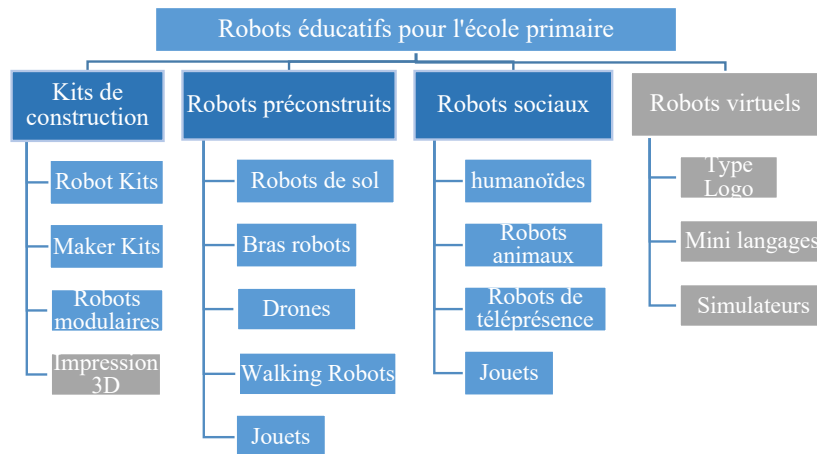 Robots éducatifs pour l'école primaire
Kits de
construction
Robot Kits
Maker Kits
Robots
modulaires
Impression
3D
Robots préconstruits
Robots de sol
Bras robots
Drones
Walking Robots
Jouets
Robots sociaux
humanoïdes
Robots
animaux
Robots de
téléprésence
Jouets
Robots virtuels
Type
Logo
Mini langages
Simulateurs